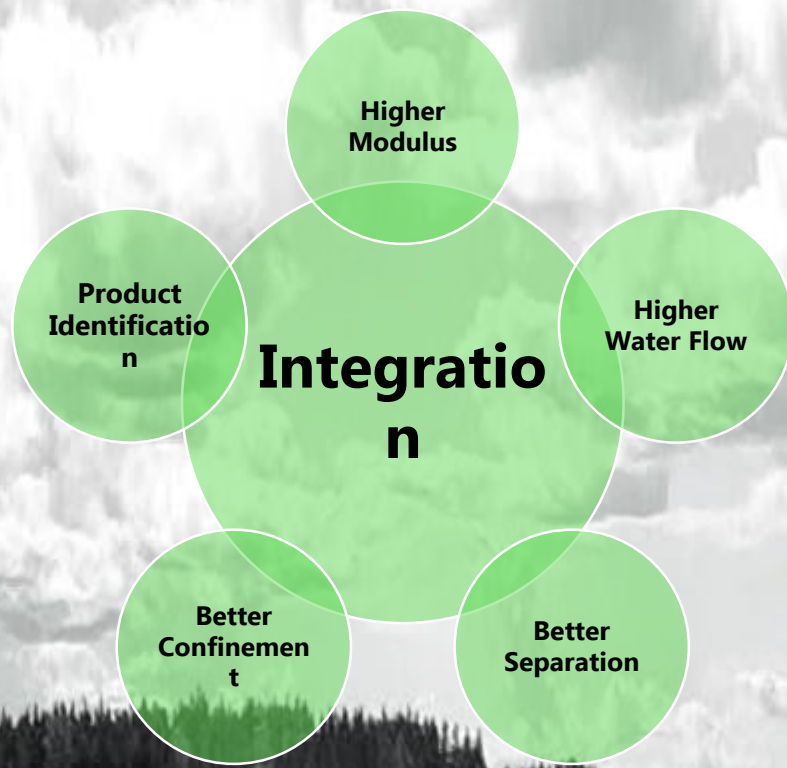 Higher
Modulus
Product
Identificatio
n
Higher
Water Flow
Integratio
n
Better
Confinemen
t
Better
Separation